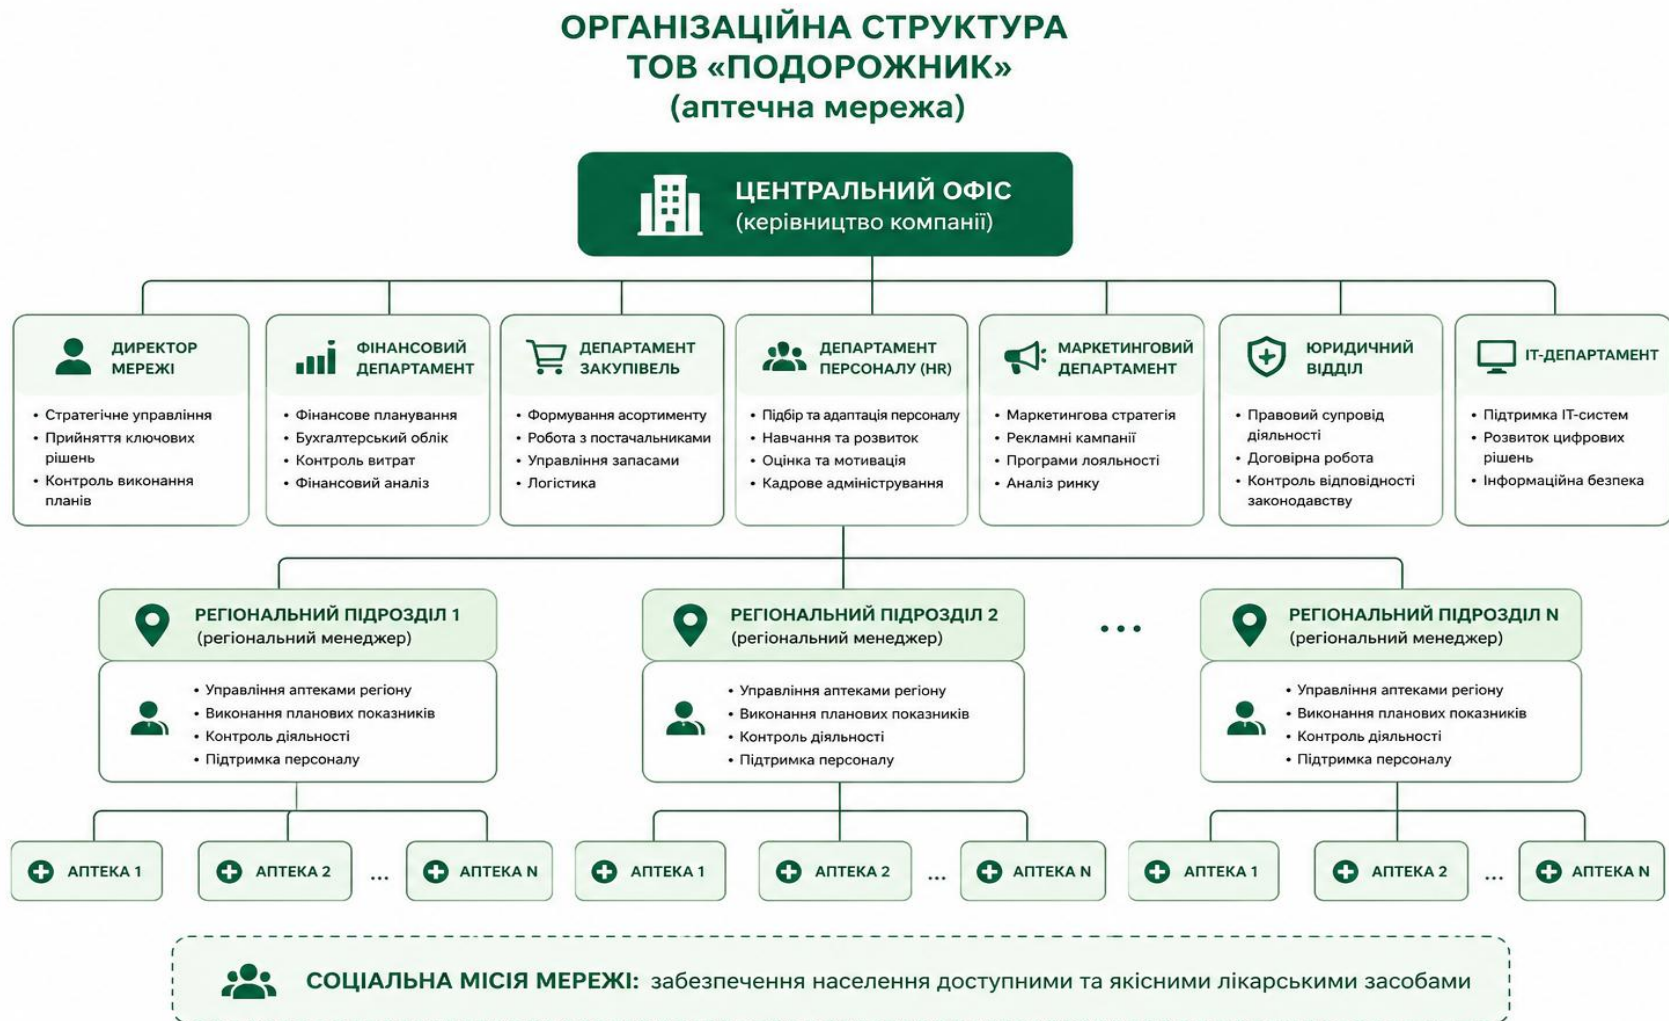 ОРГАНІЗАЦІЙНА СТРУКТУРА
ТОВ «ПОДОРОЖНИК»
(аптечна мережа)
ЦЕНТРАЛЬНИЙ ОФІС
(керівництво компанії)
ДИРЕКТОР
МЕРЕЖІ
• Стратегічне управління
• Прийняття ключових
рішень
• Контроль виконання
планів
ФІНАНСОВИЙ
ДЕПАРТАМЕНТ
• Фінансове планування
• Бухгалтерський облік
• Контроль витрат
• Фінансовий аналіз
ДЕПАРТАМЕНТ
ЗАКУПІВЕЛЬ
• Формування асортименту
• Робота з постачальниками
• Управління запасами
• Логістика
ДЕПАРТАМЕНТ
ПЕРСОНАЛУ (HR)
• Підбір та адаптація персоналу
• Навчання та розвиток
• Оцінка та мотивація
• Кадрове адміністрування
МАРКЕТИНГОВИЙ
ДЕПАРТАМЕНТ
• Маркетингова стратегія
• Рекламні кампанії
• Програми лояльності
• Аналіз ринку
ЮРИДИЧНИЙ
ВІДДІЛ
• Правовий супровід
діяльності
• Договірна робота
• Контроль відповідності
законодавству
ІТ-ДЕПАРТАМЕНТ
• Підтримка ІТ-систем
• Розвиток цифрових
рішень
• Інформаційна безпека
РЕГІОНАЛЬНИЙ ПІДРОЗДІЛ 1
(регіональний менеджер)
• Управління аптеками регіону
• Виконання планових показників
• Контроль діяльності
• Підтримка персоналу
РЕГІОНАЛЬНИЙ ПІДРОЗДІЛ 2
(регіональний менеджер)
• Управління аптеками регіону
• Виконання планових показників
• Контроль діяльності
• Підтримка персоналу
...
РЕГІОНАЛЬНИЙ ПІДРОЗДІЛ N
(регіональний менеджер)
• Управління аптеками регіону
• Виконання планових показників
• Контроль діяльності
• Підтримка персоналу
АПТЕКА 1
АПТЕКА 2
...
АПТЕКА N
АПТЕКА 1
АПТЕКА 2
...
АПТЕКА N
АПТЕКА 1
АПТЕКА 2
...
АПТЕКА N
СОЦІАЛЬНА МІСІЯ МЕРЕЖІ: забезпечення населення доступними та якісними лікарськими засобами